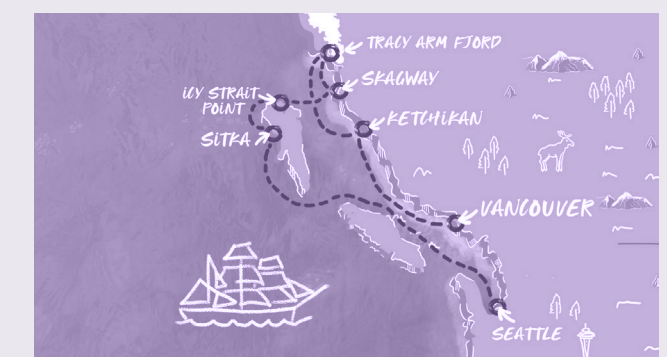 TRACY ARM FJORD
SKAGWAY
ICY STRAIT
POINT
KETCHIKAN
SITKA
VANCOUVER
SEATTLE